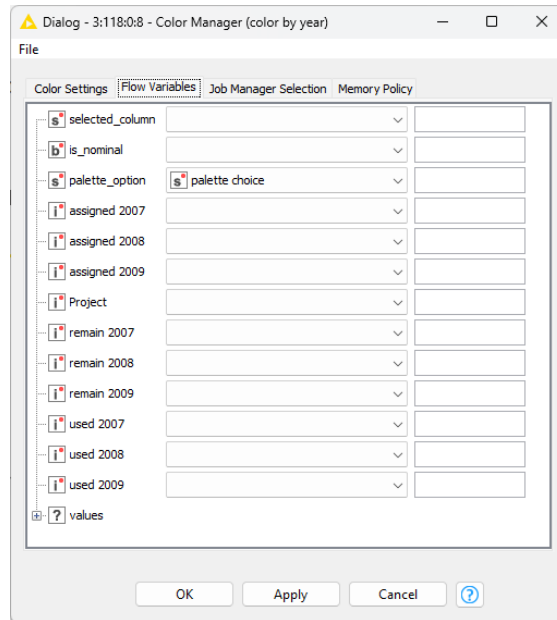 Dialog - 3:118:0:8 - Color Manager (color by year)
File
Color Settings Flow Variables Job Manager Selection Memory Policy
s selected_column
b is_nominal
s palette_option s palette choice
i assigned 2007
i assigned 2008
i assigned 2009
i Project
i remain 2007
i remain 2008
i remain 2009
i used 2007
i used 2008
i used 2009
? values
OK Apply Cancel ?